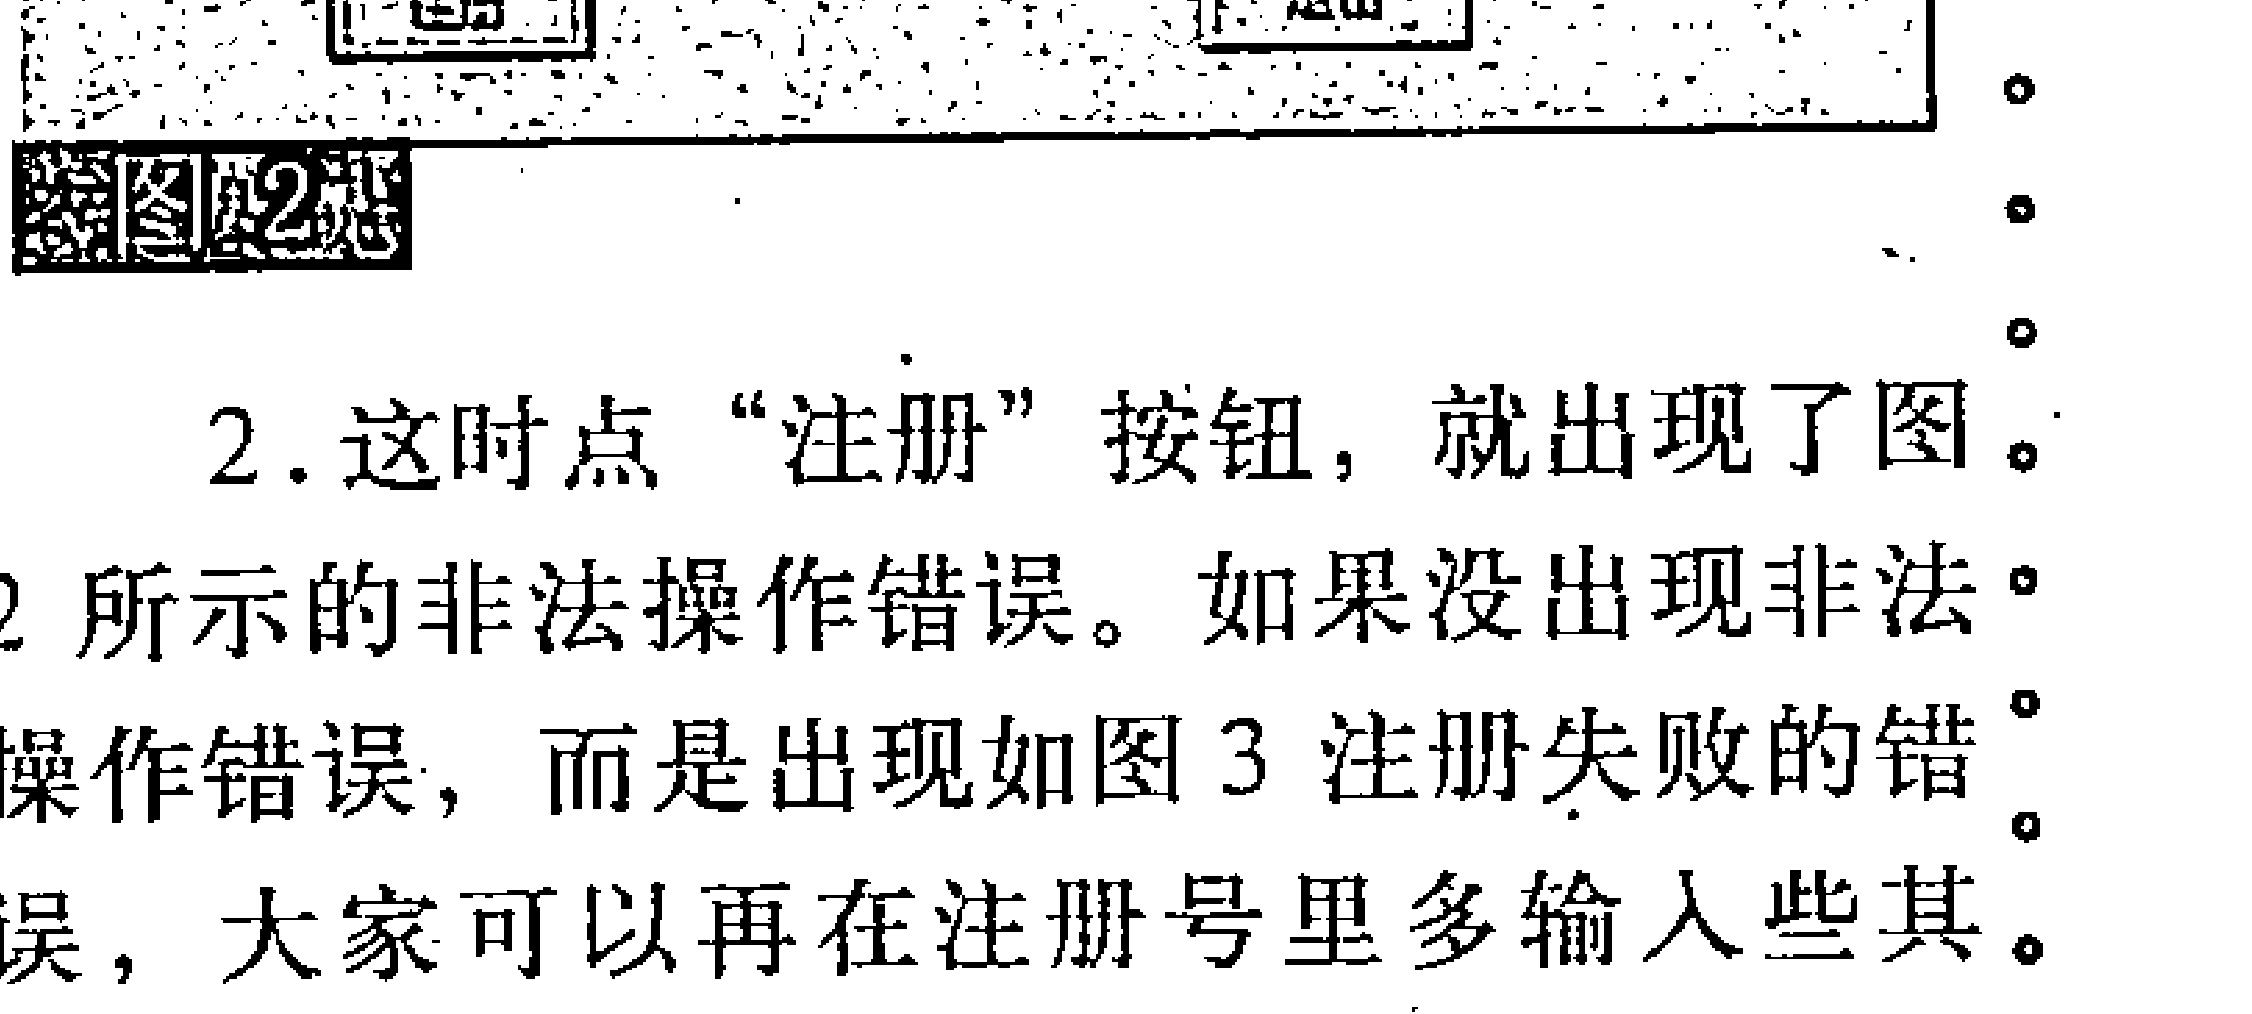 图2
2.这时点“注册”按钮，就出现了图
2 所示的非法操作错误。如果没出现非法
操作错误，而是出现如图 3 注册失败的错
误，大家可以再在注册号里多输入些其